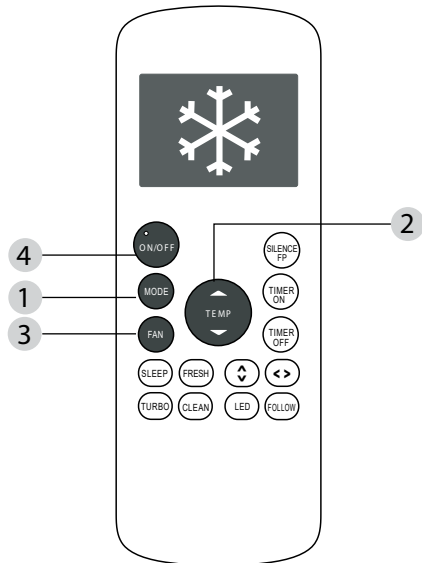 2
ON/OFF
SILENCE
FP
4
MODE
TEMP
TIMER
ON
1
FAN
TIMER
OFF
3
SLEEP
FRESH
< >
TURBO
CLEAN
LED
FOLLOW